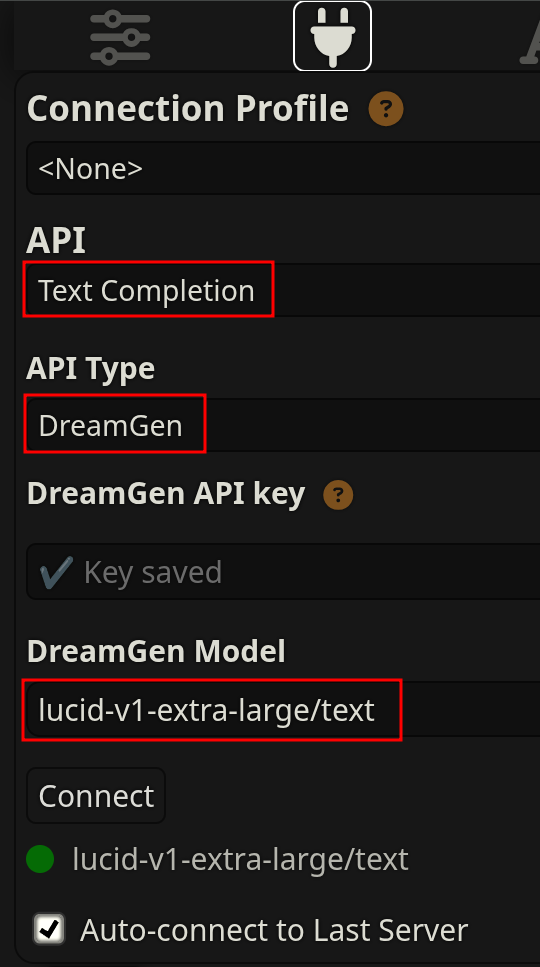 Connection Profile ?
<None>
API
Text Completion
API Type
DreamGen
DreamGen API key ?
✔ Key saved
DreamGen Model
lucid-v1-extra-large/text
Connect
lucid-v1-extra-large/text
Auto-connect to Last Server